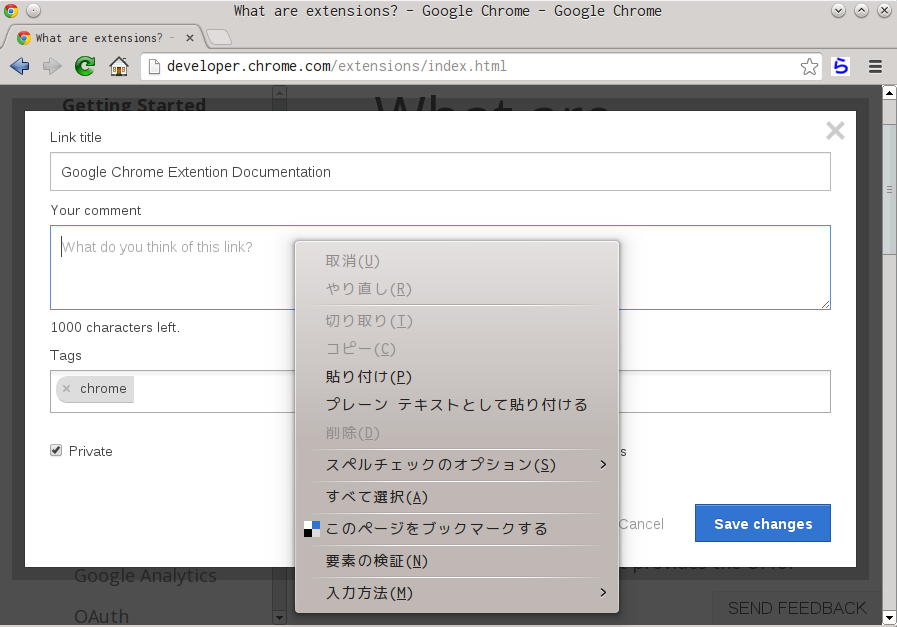 What are extensions? - Google Chrome - Google Chrome
What are extensions? -
developer.chrome.com/extensions/index.html
Getting Started
What are
Link title
Google Chrome Extention Documentation
Your comment
What do you think of this link?
1000 characters left.
Tags
chrome
Private
取消(U)
やり直し(R)
切り取り(T)
コピー(C)
貼り付け(P)
プレーン テキストとして貼り付ける
削除(D)
スペルチェックのオプション(S)
すべて選択(A)
このページをブックマークする
要素の検証(N)
入力方法(M)
Cancel
Save changes
Google Analytics
OAuth
SEND FEEDBACK